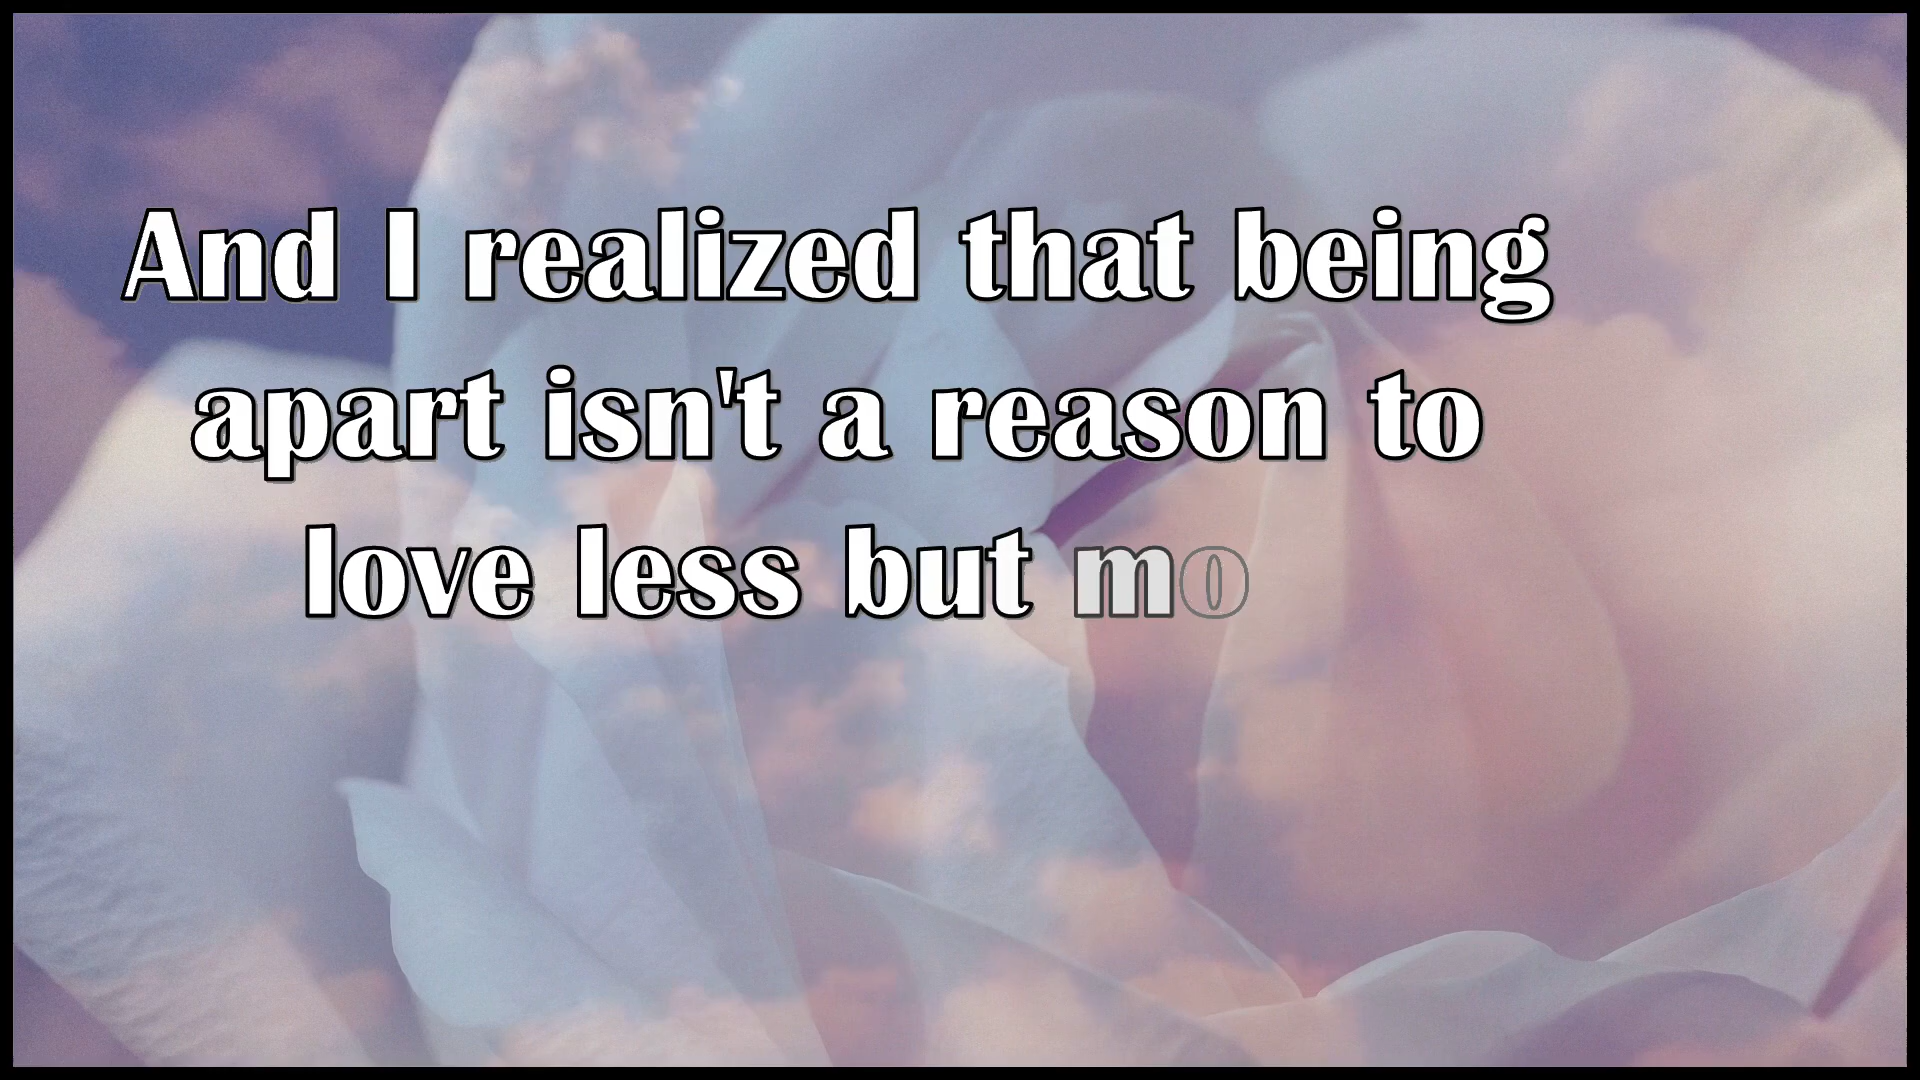 And I realized that being
apart isn't a reason to
love less but mo